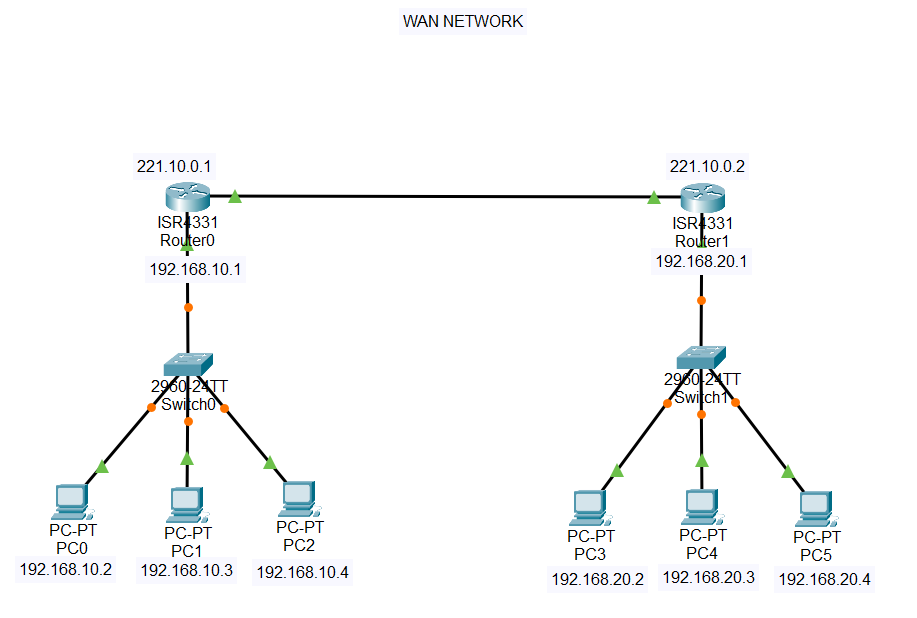 WAN NETWORK
221.10.0.1
221.10.0.2
ISR4331
Router0
ISR4331
Router1
192.168.10.1
192.168.20.1
2960-24TT
Switch0
2960-24TT
Switch1
PC-PT
PC0
192.168.10.2
PC-PT
PC1
192.168.10.3
PC-PT
PC2
192.168.10.4
PC-PT
PC3
192.168.20.2
PC-PT
PC4
192.168.20.3
PC-PT
PC5
192.168.20.4